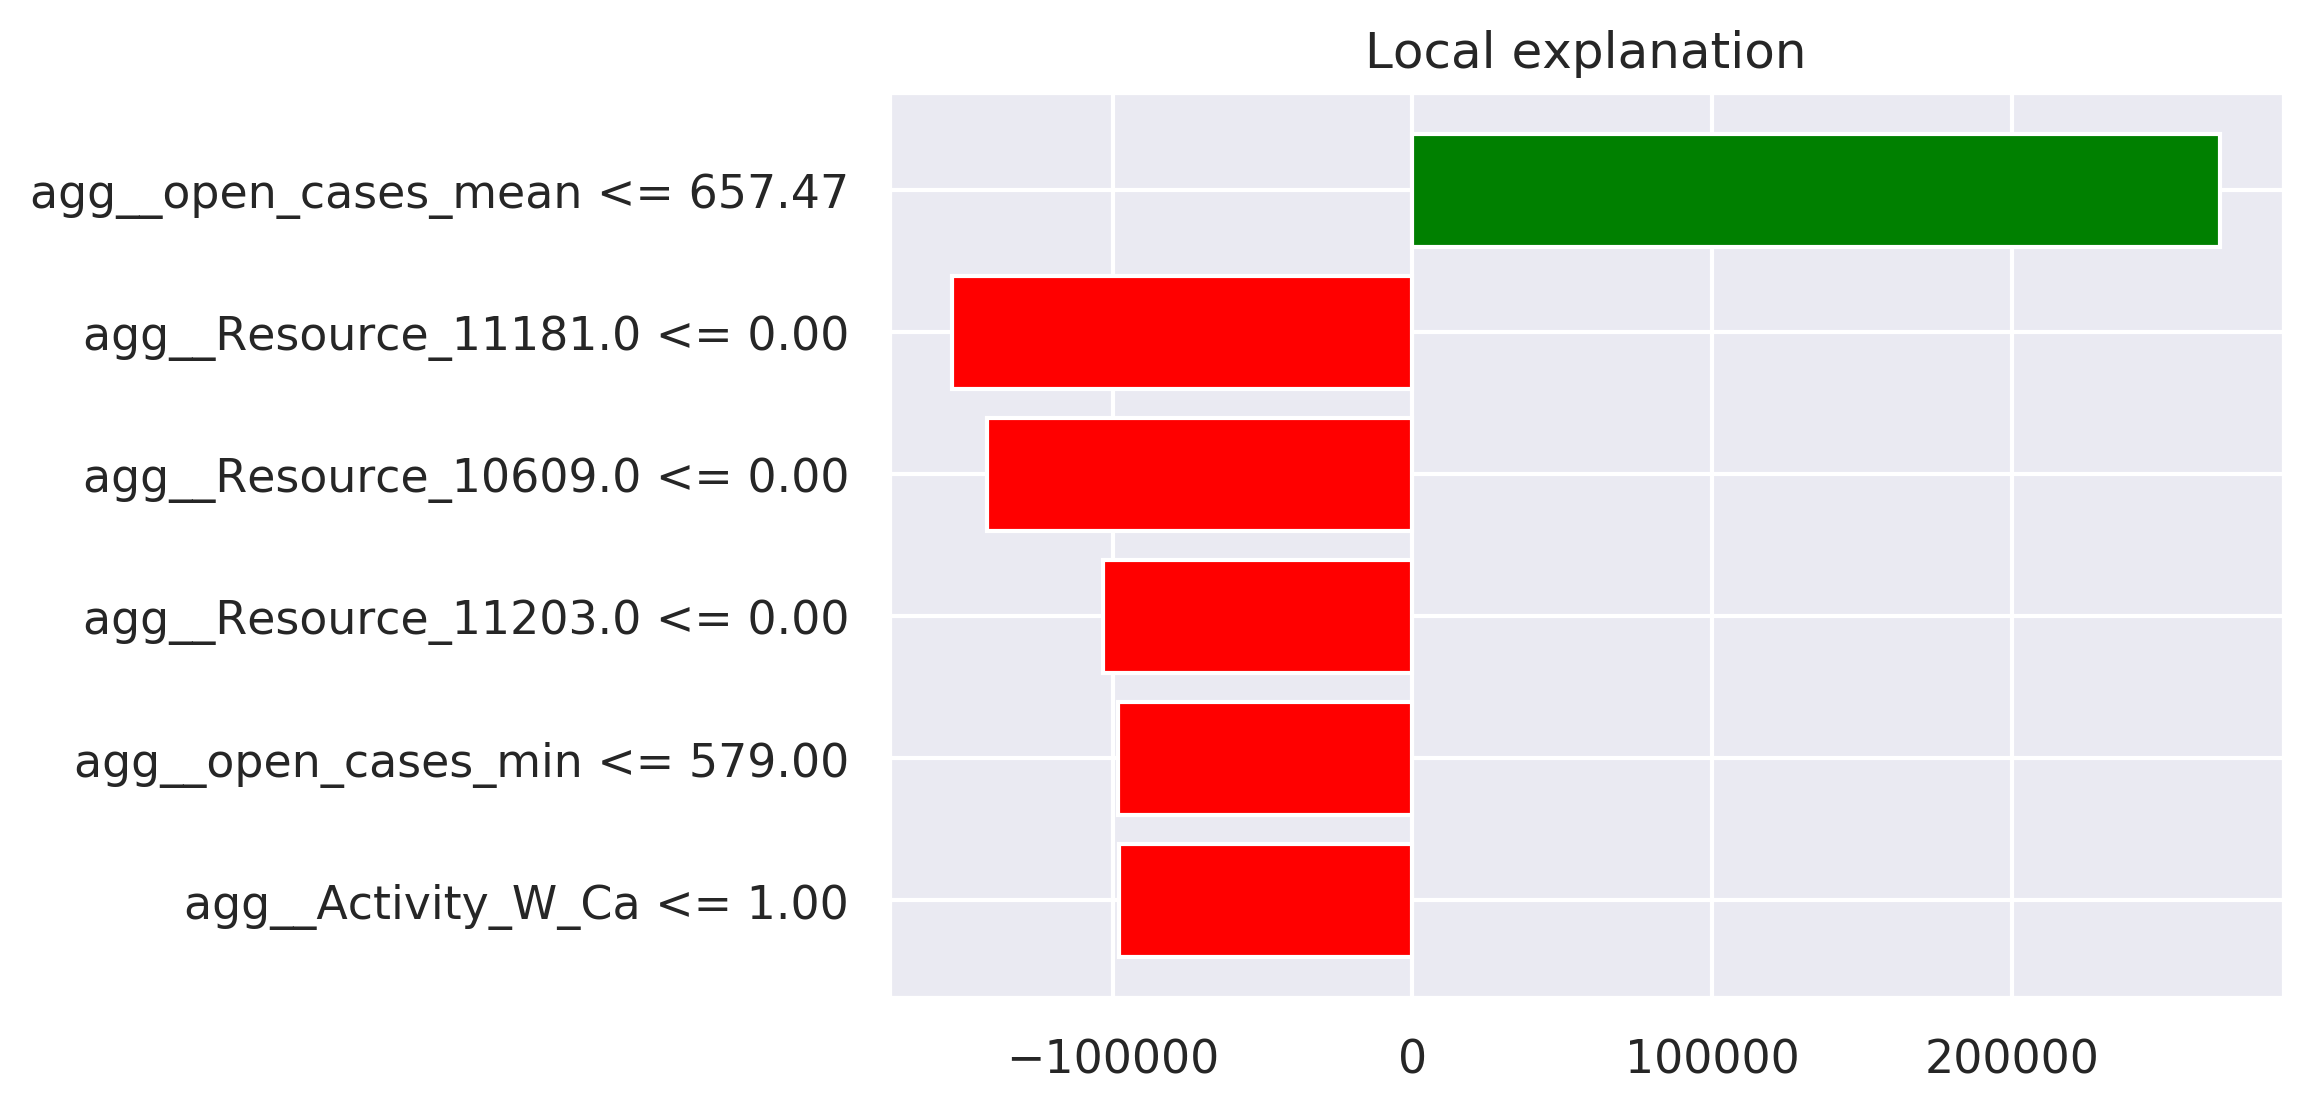 Local explanation
agg__open_cases_mean <= 657.47
agg__Resource_11181.0 <= 0.00
agg__Resource_10609.0 <= 0.00
agg__Resource_11203.0 <= 0.00
agg__open_cases_min <= 579.00
agg__Activity_W_Ca <= 1.00
−100000 0 100000 200000